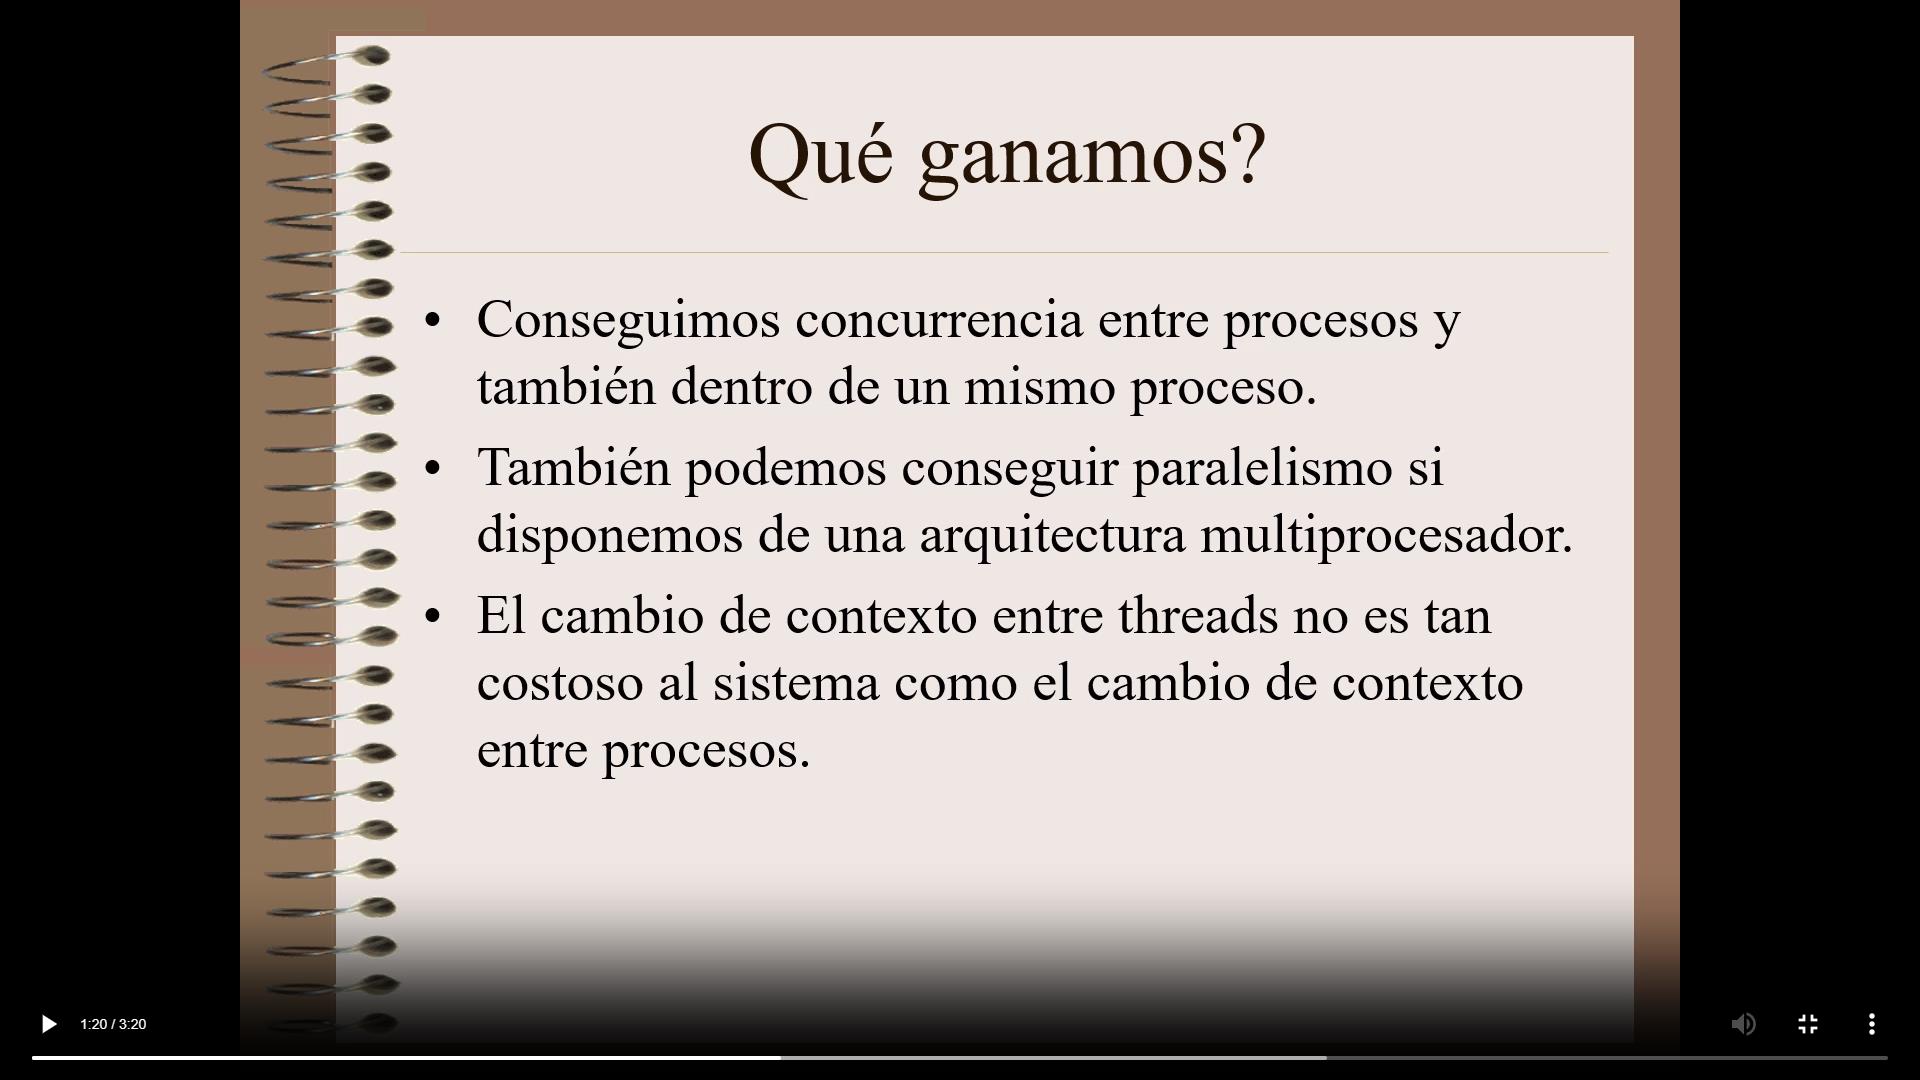 Qué ganamos?
• Conseguimos concurrencia entre procesos y
también dentro de un mismo proceso.
• También podemos conseguir paralelismo si
disponemos de una arquitectura multiprocesador.
• El cambio de contexto entre threads no es tan
costoso al sistema como el cambio de contexto
entre procesos.
1:20 / 3:20